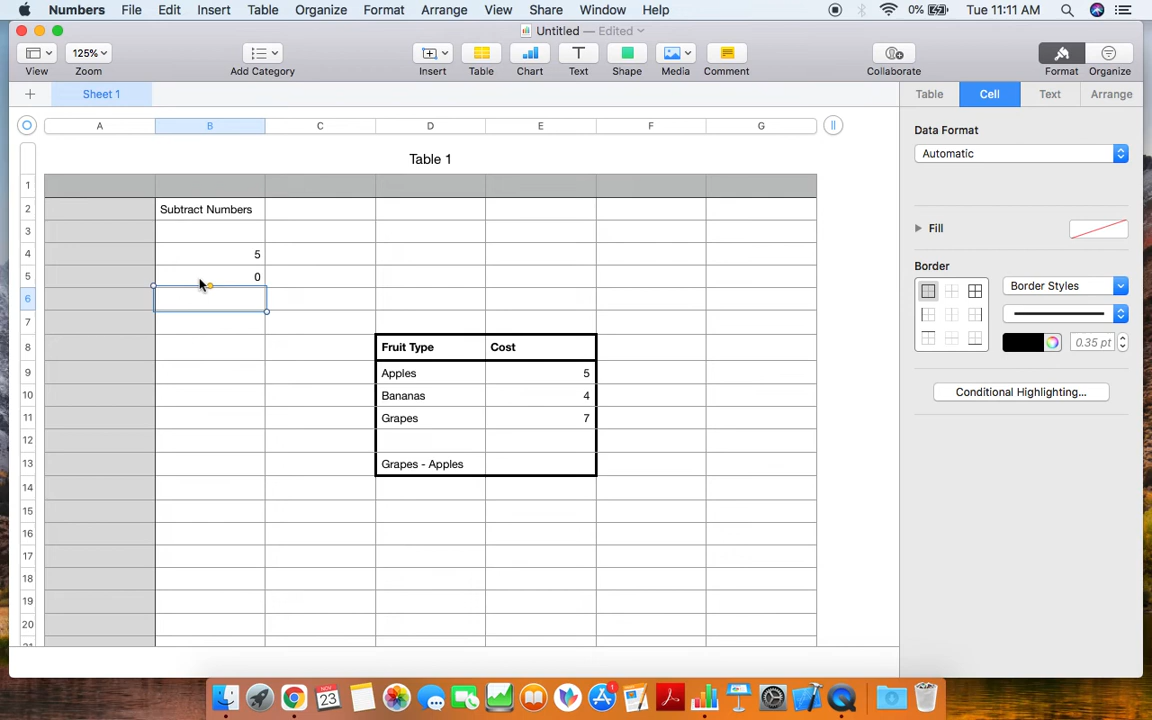 Numbers File Edit Insert Table Organize Format Arrange View Share Window Help 0% Tue 11:11 AM
Untitled — Edited
125%
View Zoom Add Category Insert Table Chart Text Shape Media Comment Collaborate Format Organize
Sheet 1
Table Cell Text Arrange
A B C D E F G
Data Format
Automatic
Table 1
1
2 Subtract Numbers
3
4 5
5 0
6
7
8 Fruit Type Cost
9 Apples 5
10 Bananas 4
11 Grapes 7
12
13 Grapes - Apples
14
15
16
17
18
19
20
Fill
Border
Border Styles
0.35 pt
Conditional Highlighting...
NOV
23
1